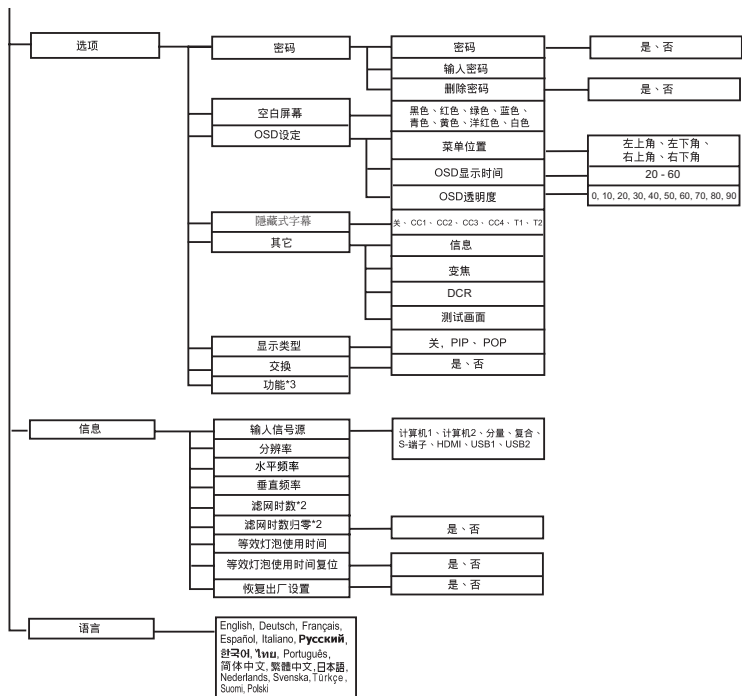 选项
密码
密码
是、否
输入密码
删除密码
是、否
空白屏幕
黑色、红色、绿色、蓝色、
青色、黄色、洋红色、白色
OSD设定
菜单位置
左上角、左下角、
右上角、右下角
OSD显示时间
20 - 60
OSD透明度
0, 10, 20, 30, 40, 50, 60, 70, 80, 90
隐藏式字幕
关、CC1、CC2、CC3、CC4、T1、T2
其它
信息
变焦
DCR
测试画面
显示类型
关, PIP、POP
交换
是、否
功能*3
信息
输入信号源
计算机1、计算机2、分量、复合、
S-端子、HDMI、USB1、USB2
分辨率
水平频率
垂直频率
滤网时数*2
滤网时数归零*2
是、否
等效灯泡使用时间
等效灯泡使用时间复位
是、否
恢复出厂设置
是、否
语言
English, Deutsch, Français,
Español, Italiano, Русский,
한국어, ไทย, Português,
简体中文, 繁體中文, 日本語,
Nederlands, Svenska, Türkçe,
Suomi, Polski